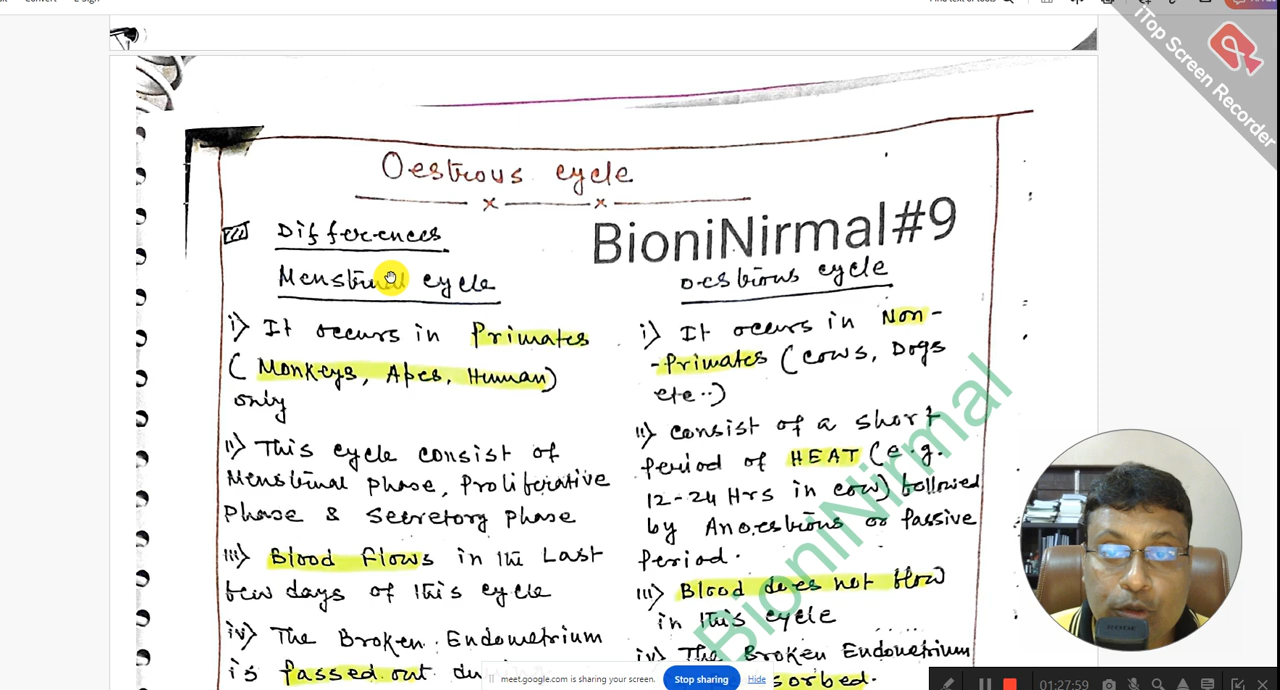 iTop Screen Recorder
Oestrous cycle
BioniNirmal#9
Differences
Menstrual cycle
i) It occurs in Primates
(Monkeys, Apes, Human)
only
ii) This cycle consist of
Menstrual phase, Proliferative
Phase & Secretory phase
iii) Blood flows in the Last
few days of this cycle
iv) The Broken Endometrium
is passed out
Oestrous cycle
i) It occurs in Non-
-Primates (cows, Dogs
etc..)
ii) consist of a short
period of HEAT (e.g.
12-24 Hrs in cow) followed
by Anoestrous or Passive
Period.
iii) Blood does not flow
in this cycle
iv) The Broken Endometrium
sorbed.
BioniNirmal
RODE
meet.google.com is sharing your screen.
Stop sharing
Hide
01:27:59